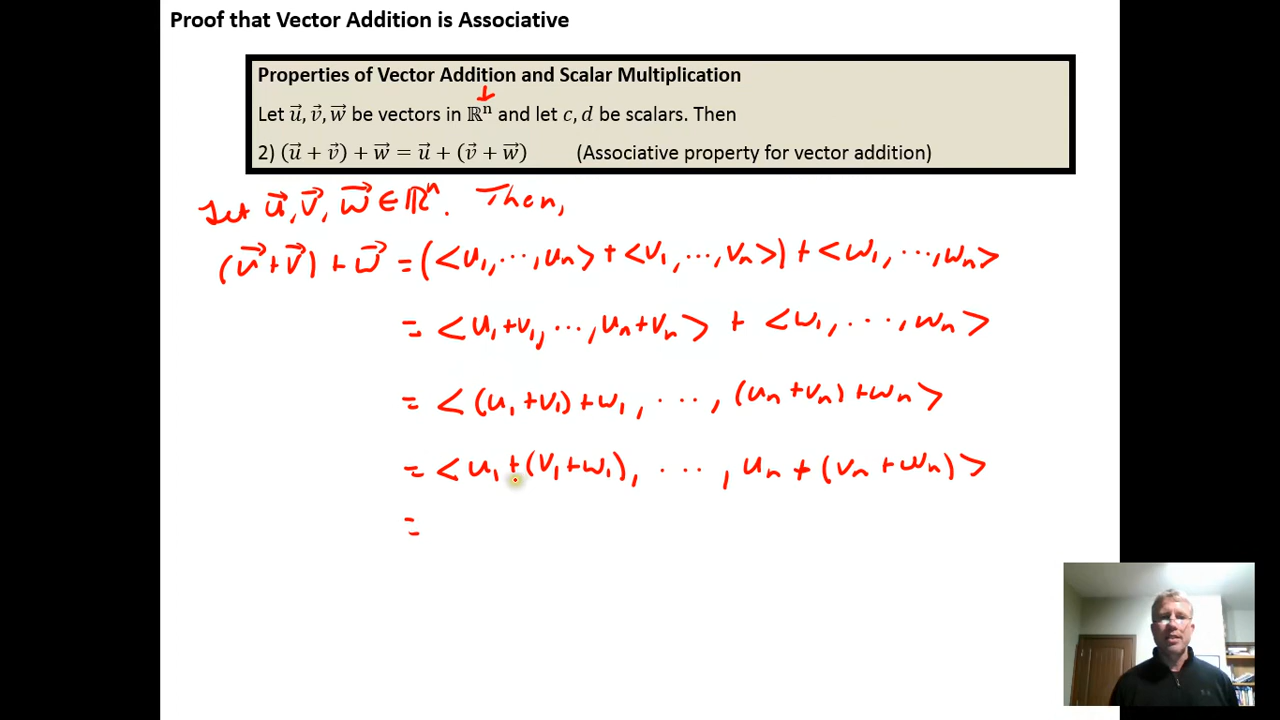 Proof that Vector Addition is Associative
Properties of Vector Addition and Scalar Multiplication
Let u⃗, v⃗, w⃗ be vectors in ℝⁿ and let c, d be scalars. Then
2) (u⃗ + v⃗) + w⃗ = u⃗ + (v⃗ + w⃗) (Associative property for vector addition)
Let u⃗, v⃗, w⃗ ∈ ℝⁿ. Then,
(u⃗+v⃗) + w⃗ = (<u₁, ⋯, uₙ> + <v₁, ⋯, vₙ>) + <w₁, ⋯, wₙ>
= <u₁+v₁, ⋯, uₙ+vₙ> + <w₁, ⋯, wₙ>
= <(u₁+v₁)+w₁, ⋯, (uₙ+vₙ)+wₙ>
= <u₁+(v₁+w₁), ⋯, uₙ+(vₙ+wₙ)>
=